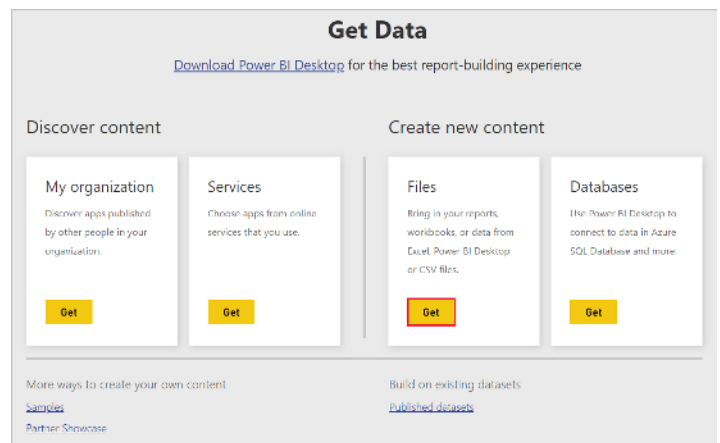 Get Data
Download Power BI Desktop for the best report-building experience
Discover content
Create new content
My organization
Discover apps published
by other people in your
organization.
Get
Services
Choose apps from online
services that you use.
Get
Files
Bring in your reports,
workbooks, or data from
Excel, Power BI Desktop
or CSV files.
Get
Databases
Use Power BI Desktop to
connect to data in Azure
SQL Database and more.
Get
More ways to create your own content
Samples
Partner Showcase
Build on existing datasets
Published datasets